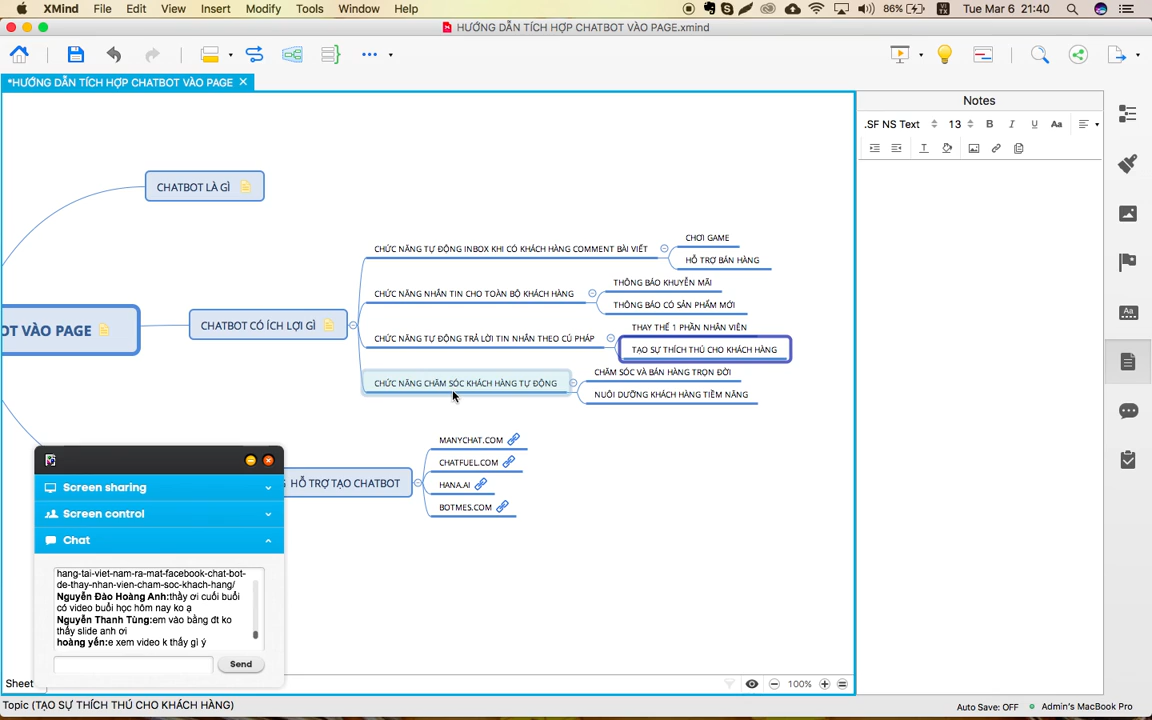 XMind File Edit View Insert Modify Tools Window Help
86% Tue Mar 6 21:40
HƯỚNG DẪN TÍCH HỢP CHATBOT VÀO PAGE.xmind
*HƯỚNG DẪN TÍCH HỢP CHATBOT VÀO PAGE
Notes
.SF NS Text 13 B I U Aa
CHATBOT LÀ GÌ
CHỨC NĂNG TỰ ĐỘNG INBOX KHI CÓ KHÁCH HÀNG COMMENT BÀI VIẾT
CHƠI GAME
HỖ TRỢ BÁN HÀNG
CHỨC NĂNG NHẮN TIN CHO TOÀN BỘ KHÁCH HÀNG
THÔNG BÁO KHUYẾN MÃI
THÔNG BÁO CÓ SẢN PHẨM MỚI
OT VÀO PAGE
CHATBOT CÓ ÍCH LỢI GÌ
CHỨC NĂNG TỰ ĐỘNG TRẢ LỜI TIN NHẮN THEO CÚ PHÁP
THAY THẾ 1 PHẦN NHÂN VIÊN
TẠO SỰ THÍCH THÚ CHO KHÁCH HÀNG
CHỨC NĂNG CHĂM SÓC KHÁCH HÀNG TỰ ĐỘNG
CHĂM SÓC VÀ BÁN HÀNG TRỌN ĐỜI
NUÔI DƯỠNG KHÁCH HÀNG TIỀM NĂNG
HỖ TRỢ TẠO CHATBOT
MANYCHAT.COM
CHATFUEL.COM
HANA.AI
BOTMES.COM
Screen sharing
Screen control
Chat
hang-tai-viet-nam-ra-mat-facebook-chat-bot-
de-thay-nhan-vien-cham-soc-khach-hang/
Nguyễn Đào Hoàng Anh:thầy ơi cuối buổi
có video buổi học hôm nay ko ạ
Nguyễn Thanh Tùng:em vào bằng đt ko
thấy slide anh ơi
hoàng yến:e xem video k thấy gì ý
Send
Sheet
100%
Topic (TẠO SỰ THÍCH THÚ CHO KHÁCH HÀNG)
Auto Save: OFF Admin's MacBook Pro